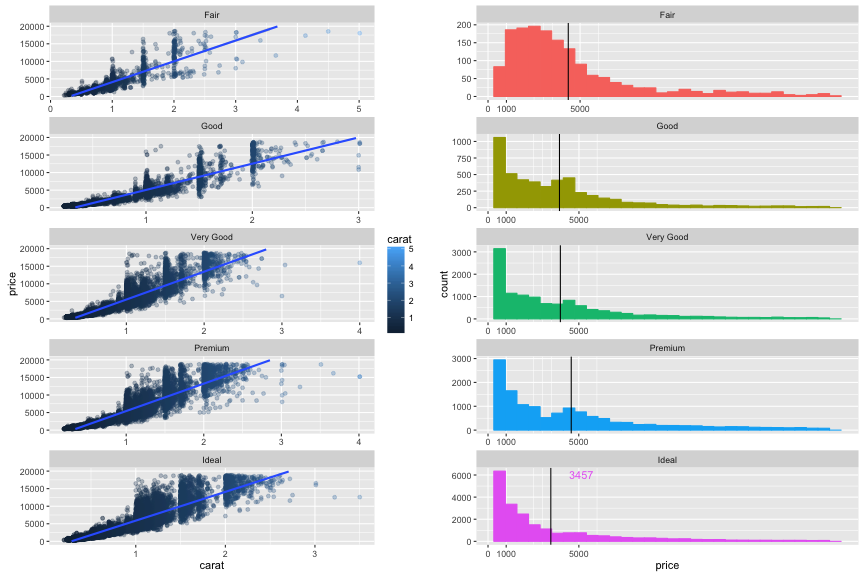 Fair
20000
15000
10000
5000
0
0 1 2 3 4 5
Good
20000
15000
10000
5000
0
1 2 3
Very Good
20000
15000
10000
5000
0
1 2 3 4
Premium
20000
15000
10000
5000
0
1 2 3 4
Ideal
20000
15000
10000
5000
0
1 2 3
price
carat
carat
5
4
3
2
1
Fair
200
150
100
50
0
0 1000 5000
Good
1000
750
500
250
0
0 1000 5000
Very Good
3000
2000
1000
0
0 1000 5000
Premium
3000
2000
1000
0
0 1000 5000
Ideal
3457
6000
4000
2000
0
0 1000 5000
count
price